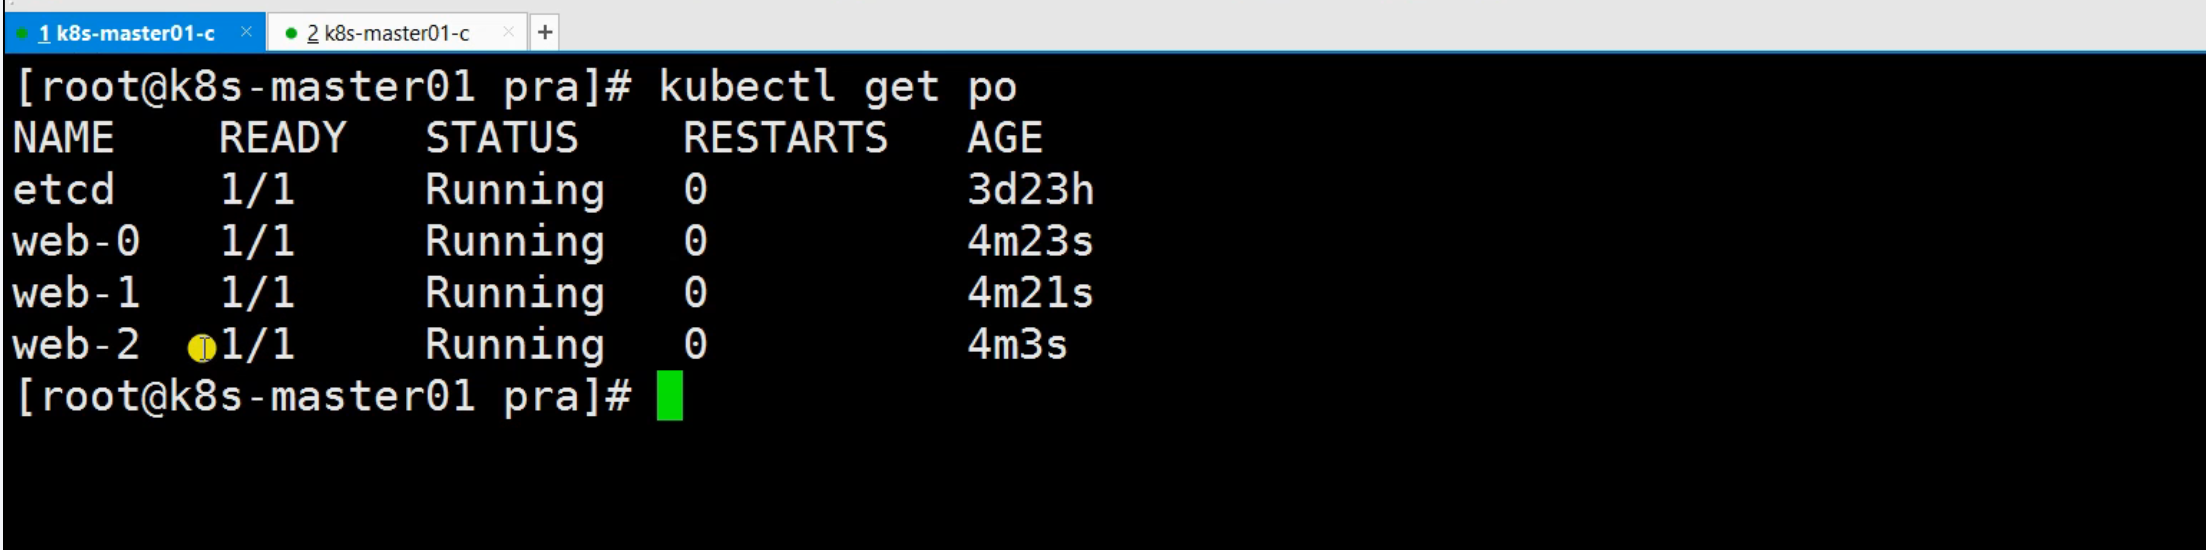 1 k8s-master01-c × 2 k8s-master01-c × +
[root@k8s-master01 pra]# kubectl get po
NAME READY STATUS RESTARTS AGE
etcd 1/1 Running 0 3d23h
web-0 1/1 Running 0 4m23s
web-1 1/1 Running 0 4m21s
web-2 1/1 Running 0 4m3s
[root@k8s-master01 pra]#